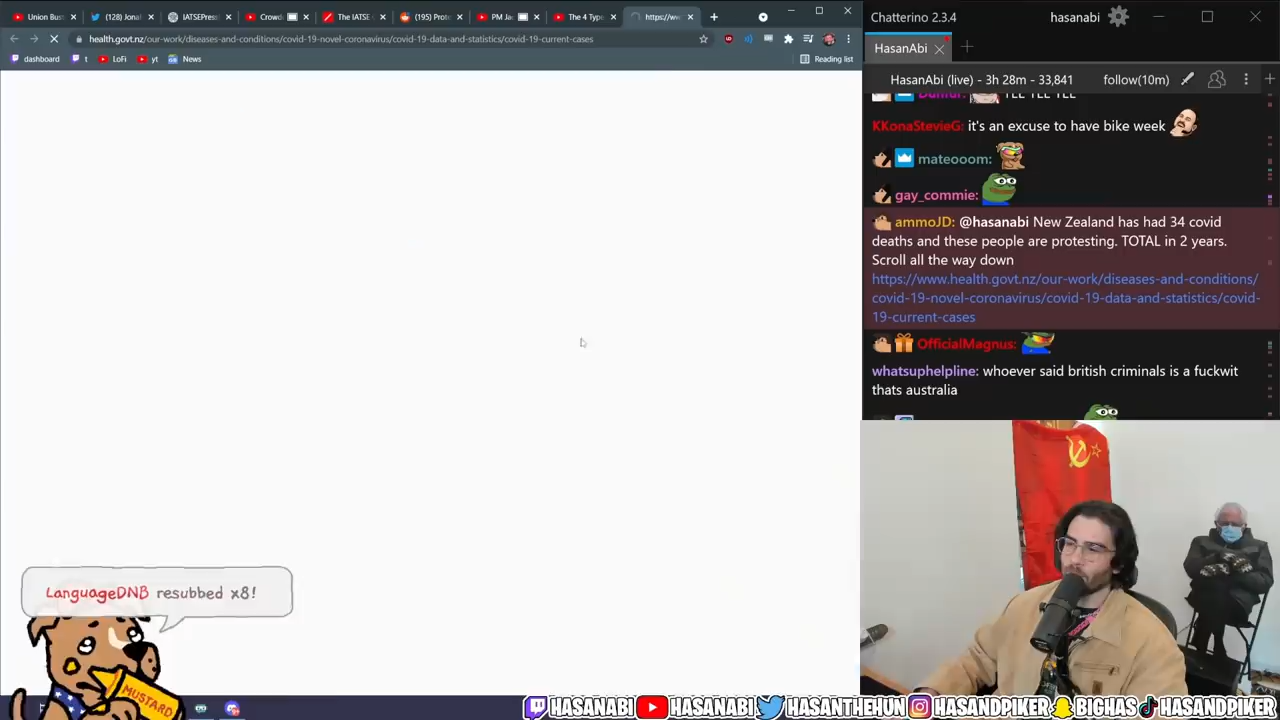 Union Bus
(128) Jonal
IATSEPress
Crowd
The IATSE
(195) Prote
PM Jac
The 4 Type
https://we
health.govt.nz/our-work/diseases-and-conditions/covid-19-novel-coronavirus/covid-19-data-and-statistics/covid-19-current-cases
dashboard
t
LoFi
yt
News
Reading list
Chatterino 2.3.4
hasanabi
HasanAbi
HasanAbi (live) - 3h 28m - 33,841
follow(10m)
KKonaStevieG: it's an excuse to have bike week
mateooom:
gay_commie:
ammoJD: @hasanabi New Zealand has had 34 covid
deaths and these people are protesting. TOTAL in 2 years.
Scroll all the way down
https://www.health.govt.nz/our-work/diseases-and-conditions/
covid-19-novel-coronavirus/covid-19-data-and-statistics/covid-
19-current-cases
OfficialMagnus:
whatsuphelpline: whoever said british criminals is a fuckwit
thats australia
LanguageDNB resubbed x8!
MUSTARD
HASANABI
HASANABI
HASANTHEHUN
HASANDPIKER
BIGHAS
HASANDPIKER